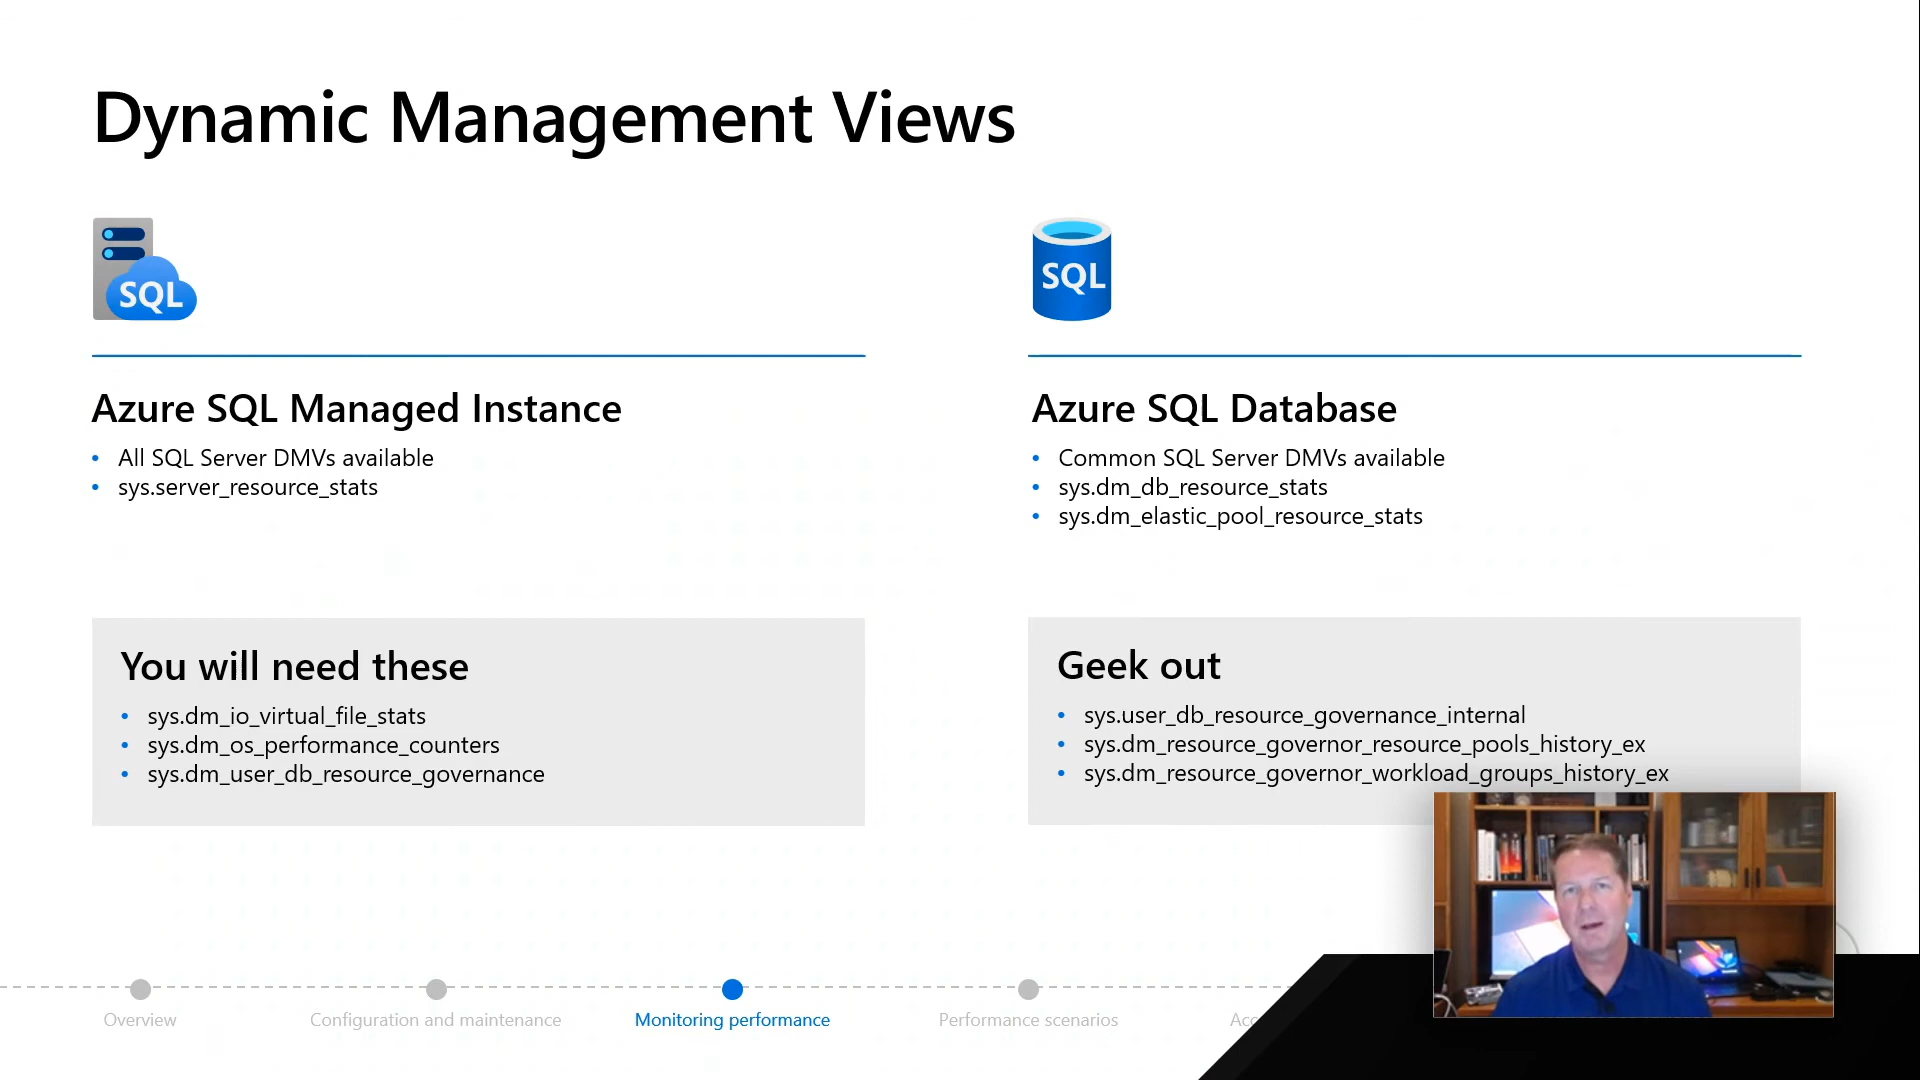 Dynamic Management Views
SQL
SQL
Azure SQL Managed Instance
• All SQL Server DMVs available
• sys.server_resource_stats
Azure SQL Database
• Common SQL Server DMVs available
• sys.dm_db_resource_stats
• sys.dm_elastic_pool_resource_stats
You will need these
• sys.dm_io_virtual_file_stats
• sys.dm_os_performance_counters
• sys.dm_user_db_resource_governance
Geek out
• sys.user_db_resource_governance_internal
• sys.dm_resource_governor_resource_pools_history_ex
• sys.dm_resource_governor_workload_groups_history_ex
Overview
Configuration and maintenance
Monitoring performance
Performance scenarios